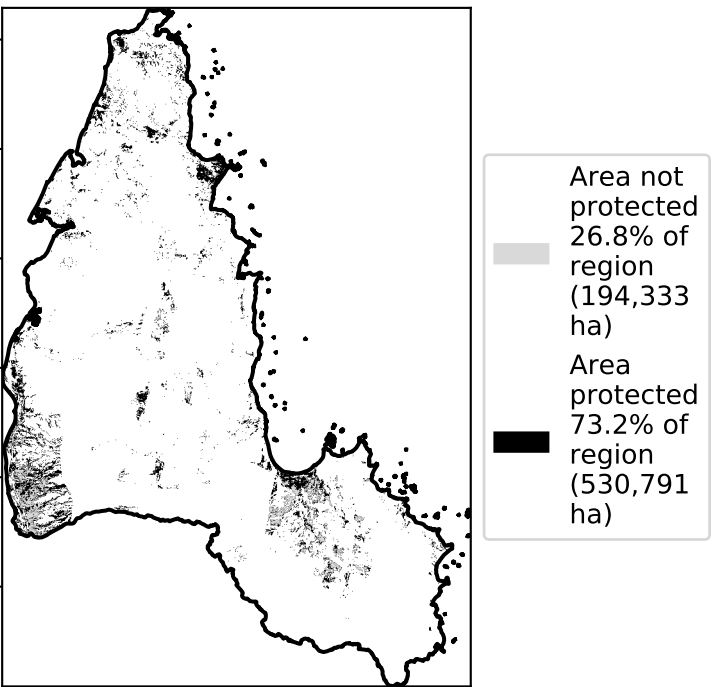 Area not
protected
26.8% of
region
(194,333
ha)
Area
protected
73.2% of
region
(530,791
ha)